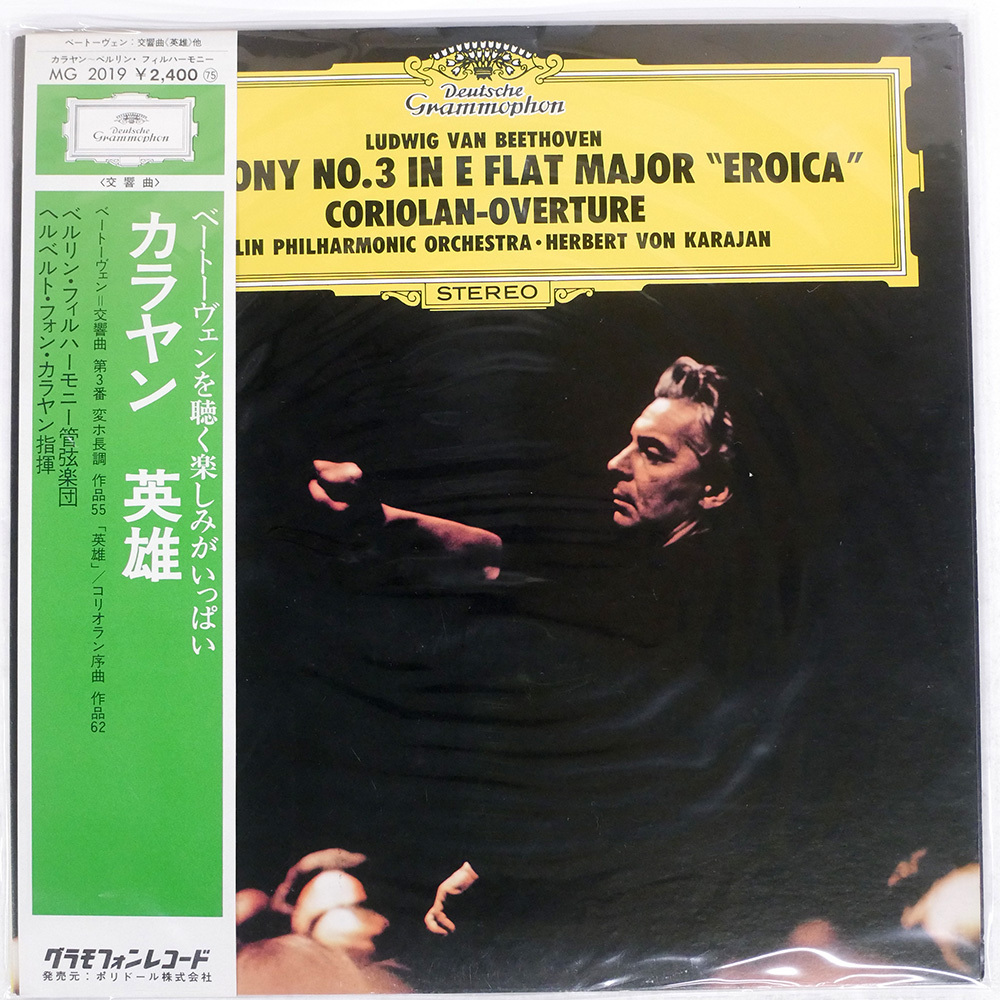 ベートーヴェン：交響曲《英雄》他
カラヤン〜ベルリン・フィルハーモニー
MG 2019 ¥2,400 75
Deutsche
Grammophon
〈交響曲〉
ベートーヴェンを聴く楽しみがいっぱい
カラヤン 英雄
ベートーヴェン＝交響曲 第3番 変ホ長調 作品55「英雄」／コリオラン序曲 作品62
ベルリン・フィルハーモニー管弦楽団
ヘルベルト・フォン・カラヤン指揮
グラモフォンレコード
発売元：ポリドール株式会社
Deutsche
Grammophon
LUDWIG VAN BEETHOVEN
ONY NO.3 IN E FLAT MAJOR "EROICA"
CORIOLAN-OVERTURE
LIN PHILHARMONIC ORCHESTRA・HERBERT VON KARAJAN
STEREO